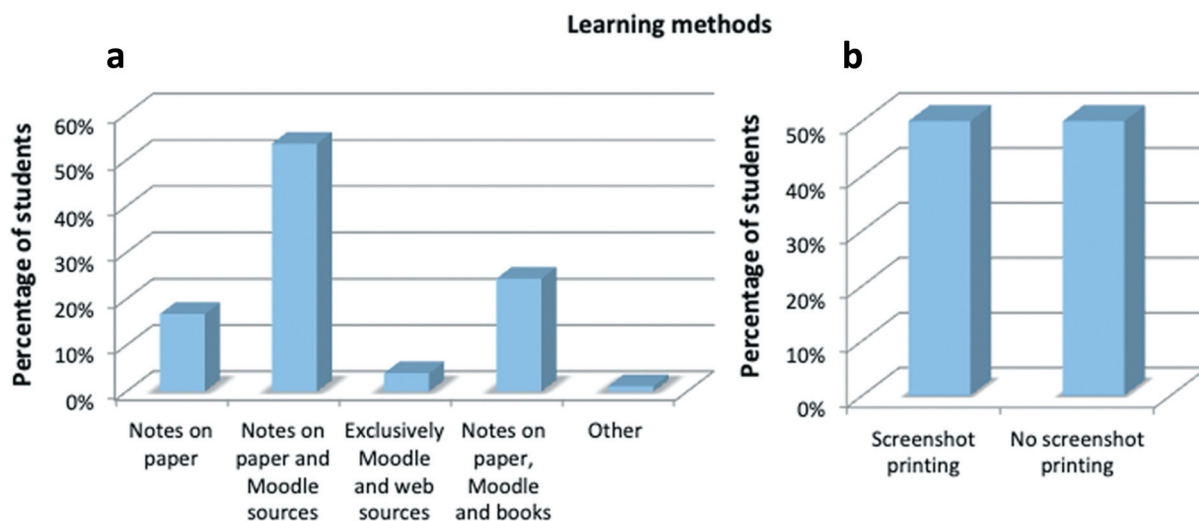 Learning methods
a
Percentage of students
60%
50%
40%
30%
20%
10%
0%
Notes on
paper
Notes on
paper and
Moodle
sources
Exclusively
Moodle
and web
sources
Notes on
paper,
Moodle
and books
Other
b
Percentage of students
50%
40%
30%
20%
10%
0%
Screenshot
printing
No screenshot
printing